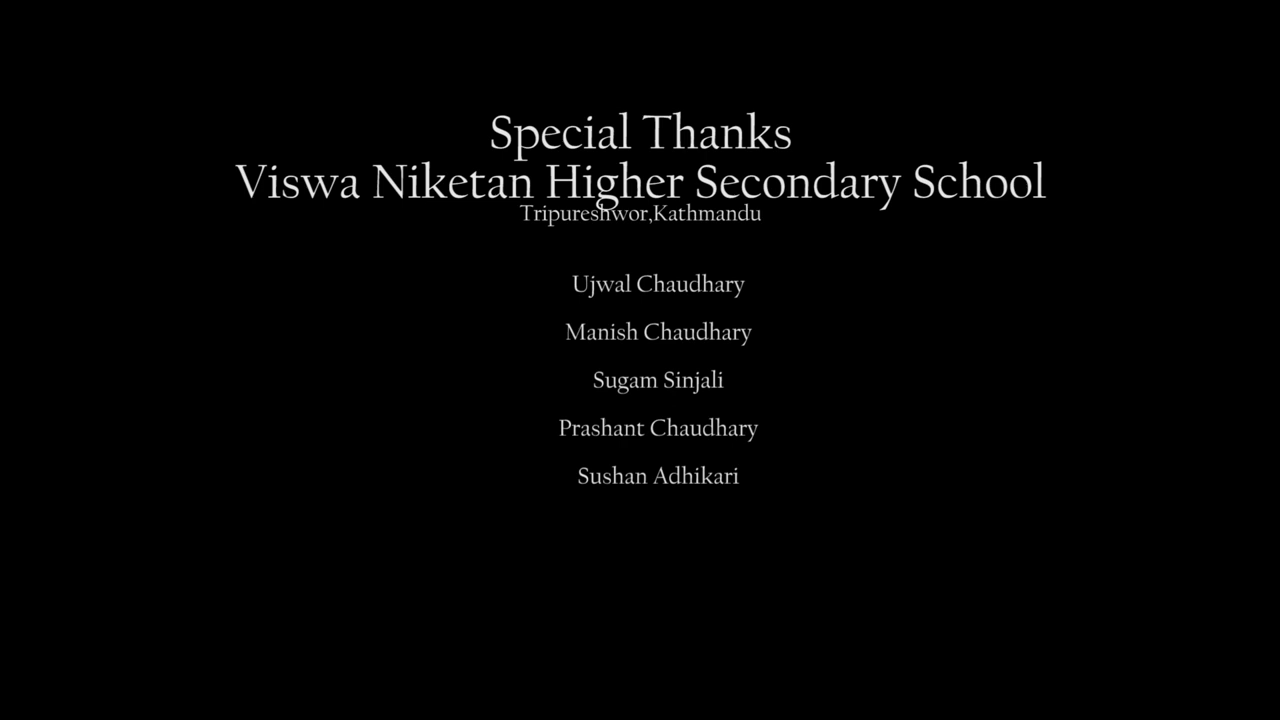 Special Thanks
Viswa Niketan Higher Secondary School
Tripureshwor,Kathmandu
Ujwal Chaudhary
Manish Chaudhary
Sugam Sinjali
Prashant Chaudhary
Sushan Adhikari